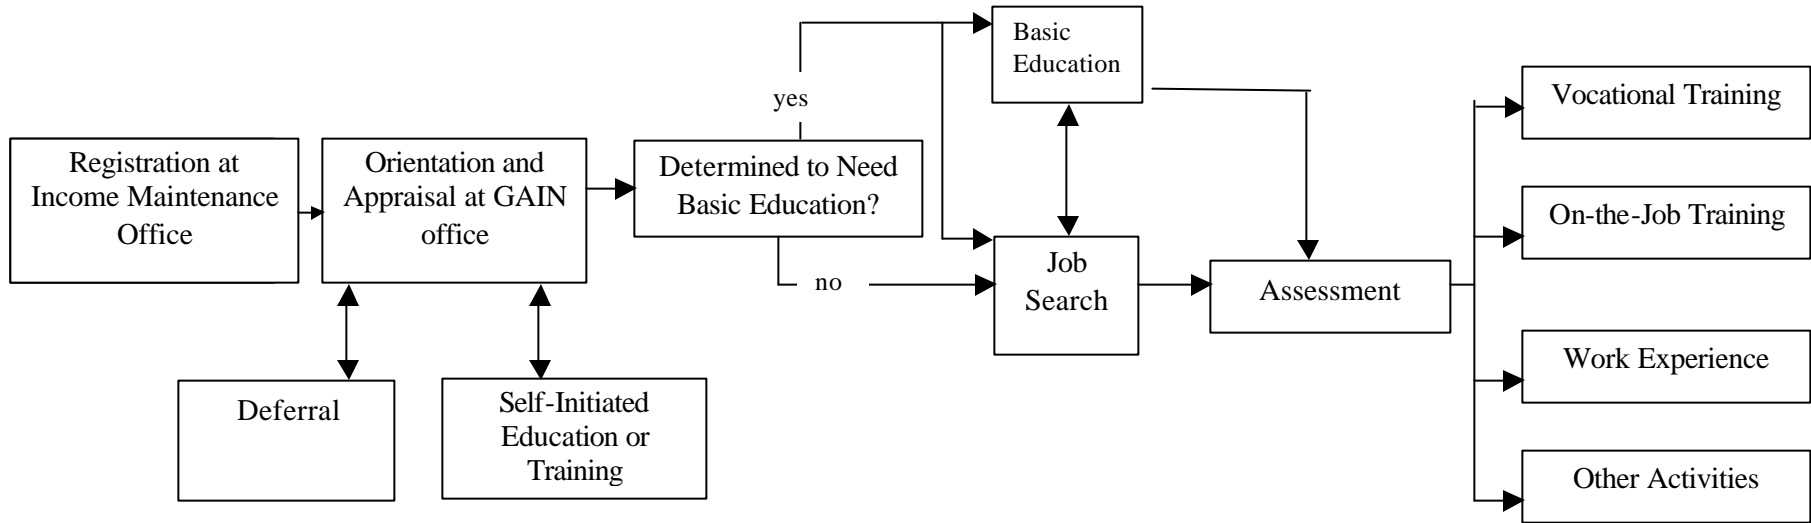 Registration at
Income Maintenance
Office
Orientation and
Appraisal at GAIN
office
Deferral
Self-Initiated
Education or
Training
Determined to Need
Basic Education?
yes
no
Basic
Education
Job
Search
Assessment
Vocational Training
On-the-Job Training
Work Experience
Other Activities